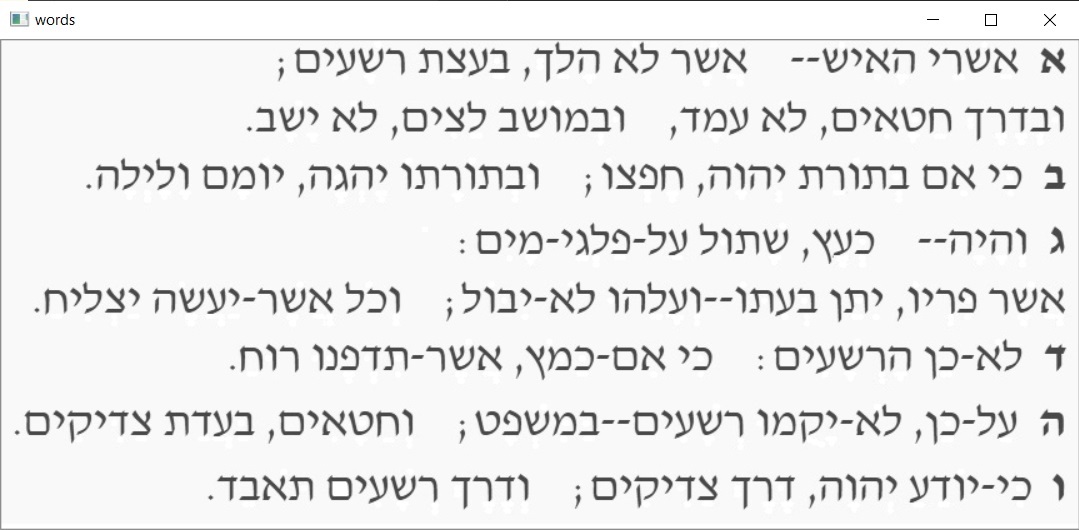 words
א אשרי האיש-- אשר לא הלך, בעצת רשעים;
ובדרך חטאים, לא עמד, ובמושב לצים, לא ישב.
ב כי אם בתורת יהוה, חפצו; ובתורתו יהגה, יומם ולילה.
ג והיה-- כעץ, שתול על-פלגי-מים:
אשר פריו, יתן בעתו--ועלהו לא-יבול; וכל אשר-יעשה יצליח.
ד לא-כן הרשעים: כי אם-כמץ, אשר-תדפנו רוח.
ה על-כן, לא-יקמו רשעים--במשפט; וחטאים, בעדת צדיקים.
ו כי-יודע יהוה, דרך צדיקים; ודרך רשעים תאבד.